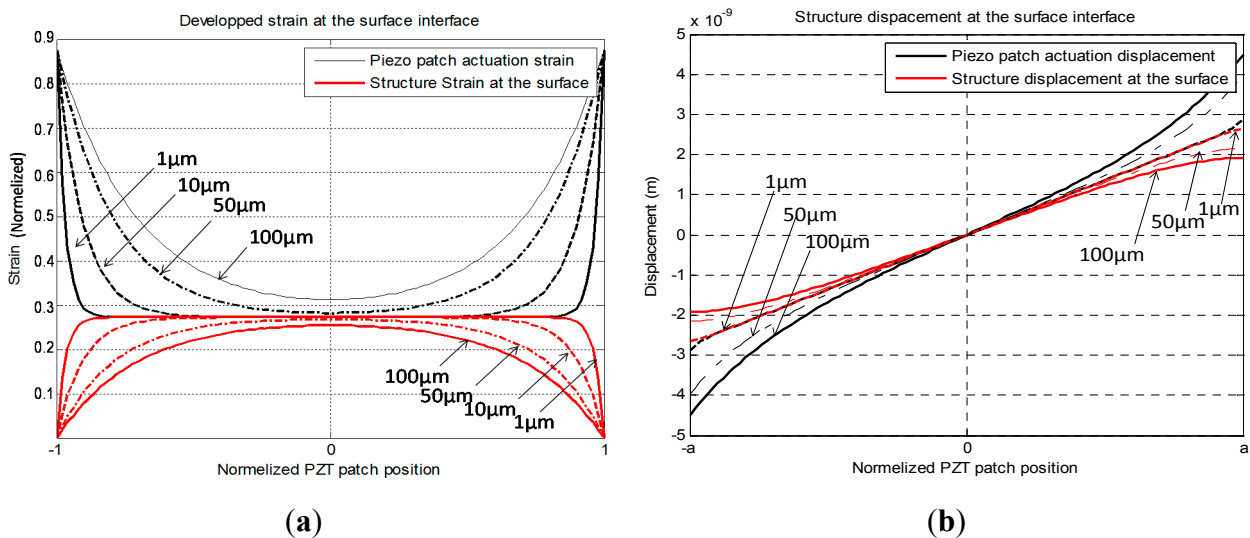 Developped strain at the surface interface
0.9
0.8
0.7
0.6
0.5
0.4
0.3
0.2
0.1
Strain (Normelized)
Piezo patch actuation strain
Structure Strain at the surface
1µm
10µm
50µm
100µm
100µm
50µm
10µm
1µm
-1
0
1
Normelized PZT patch position
(a)
x 10-9
Structure dispacement at the surface interface
5
4
3
2
1
0
-1
-2
-3
-4
-5
Displacement (m)
Piezo patch actuation displacement
Structure displacement at the surface
1µm
50µm
100µm
1µm
50µm
100µm
-a
0
a
Normelized PZT patch position
(b)